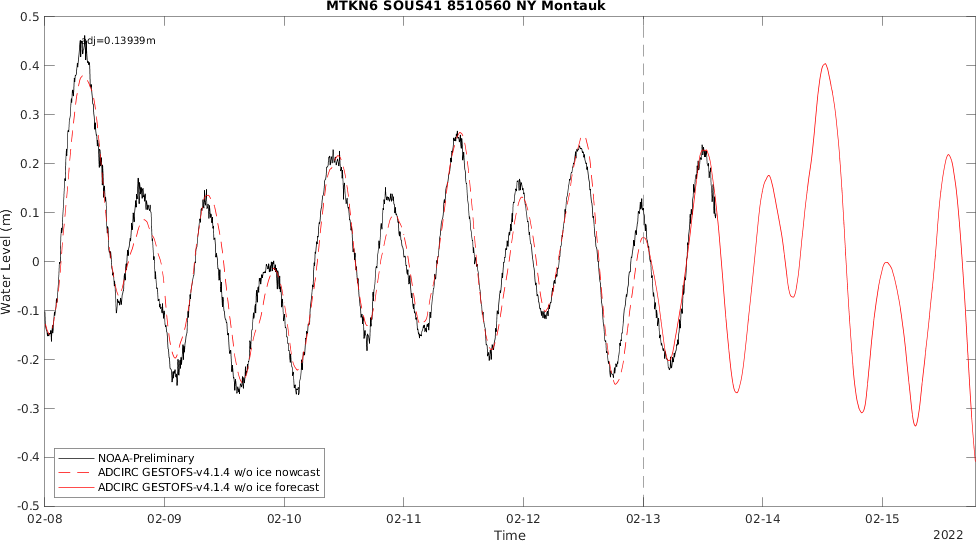 MTKN6 SOUS41 8510560 NY Montauk
0.5
0.4
0.3
0.2
0.1
0
-0.1
-0.2
-0.3
-0.4
-0.5
Water Level (m)
dj=0.13939m
NOAA-Preliminary
ADCIRC GESTOFS-v4.1.4 w/o ice nowcast
ADCIRC GESTOFS-v4.1.4 w/o ice forecast
02-08 02-09 02-10 02-11 02-12 02-13 02-14 02-15
Time
2022